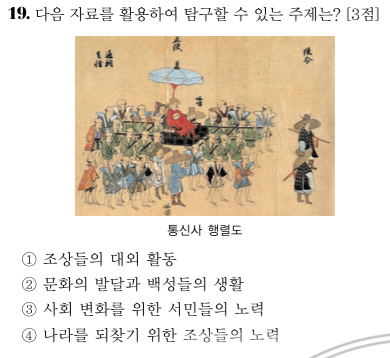 19. 다음 자료를 활용하여 탐구할 수 있는 주제는? [3점]
통신사 행렬도
① 조상들의 대외 활동
② 문화의 발달과 백성들의 생활
③ 사회 변화를 위한 서민들의 노력
④ 나라를 되찾기 위한 조상들의 노력